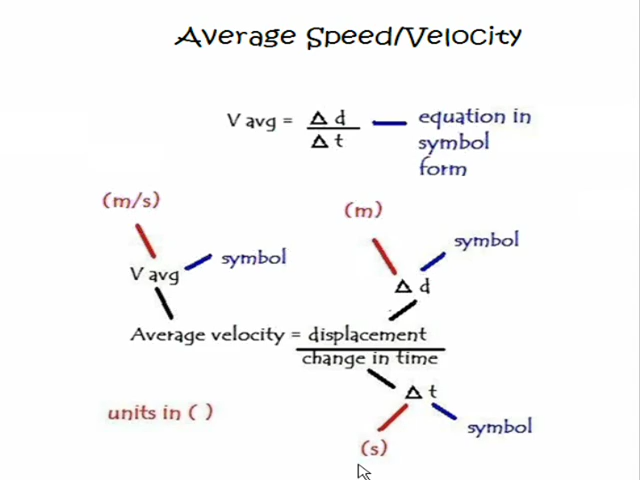 Average Speed/Velocity
V avg = Δ d
Δ t
equation in
symbol
form
(m/s)
(m)
symbol
symbol
V avg
Δ d
Average velocity = displacement
change in time
Δ t
units in ( )
symbol
(s)